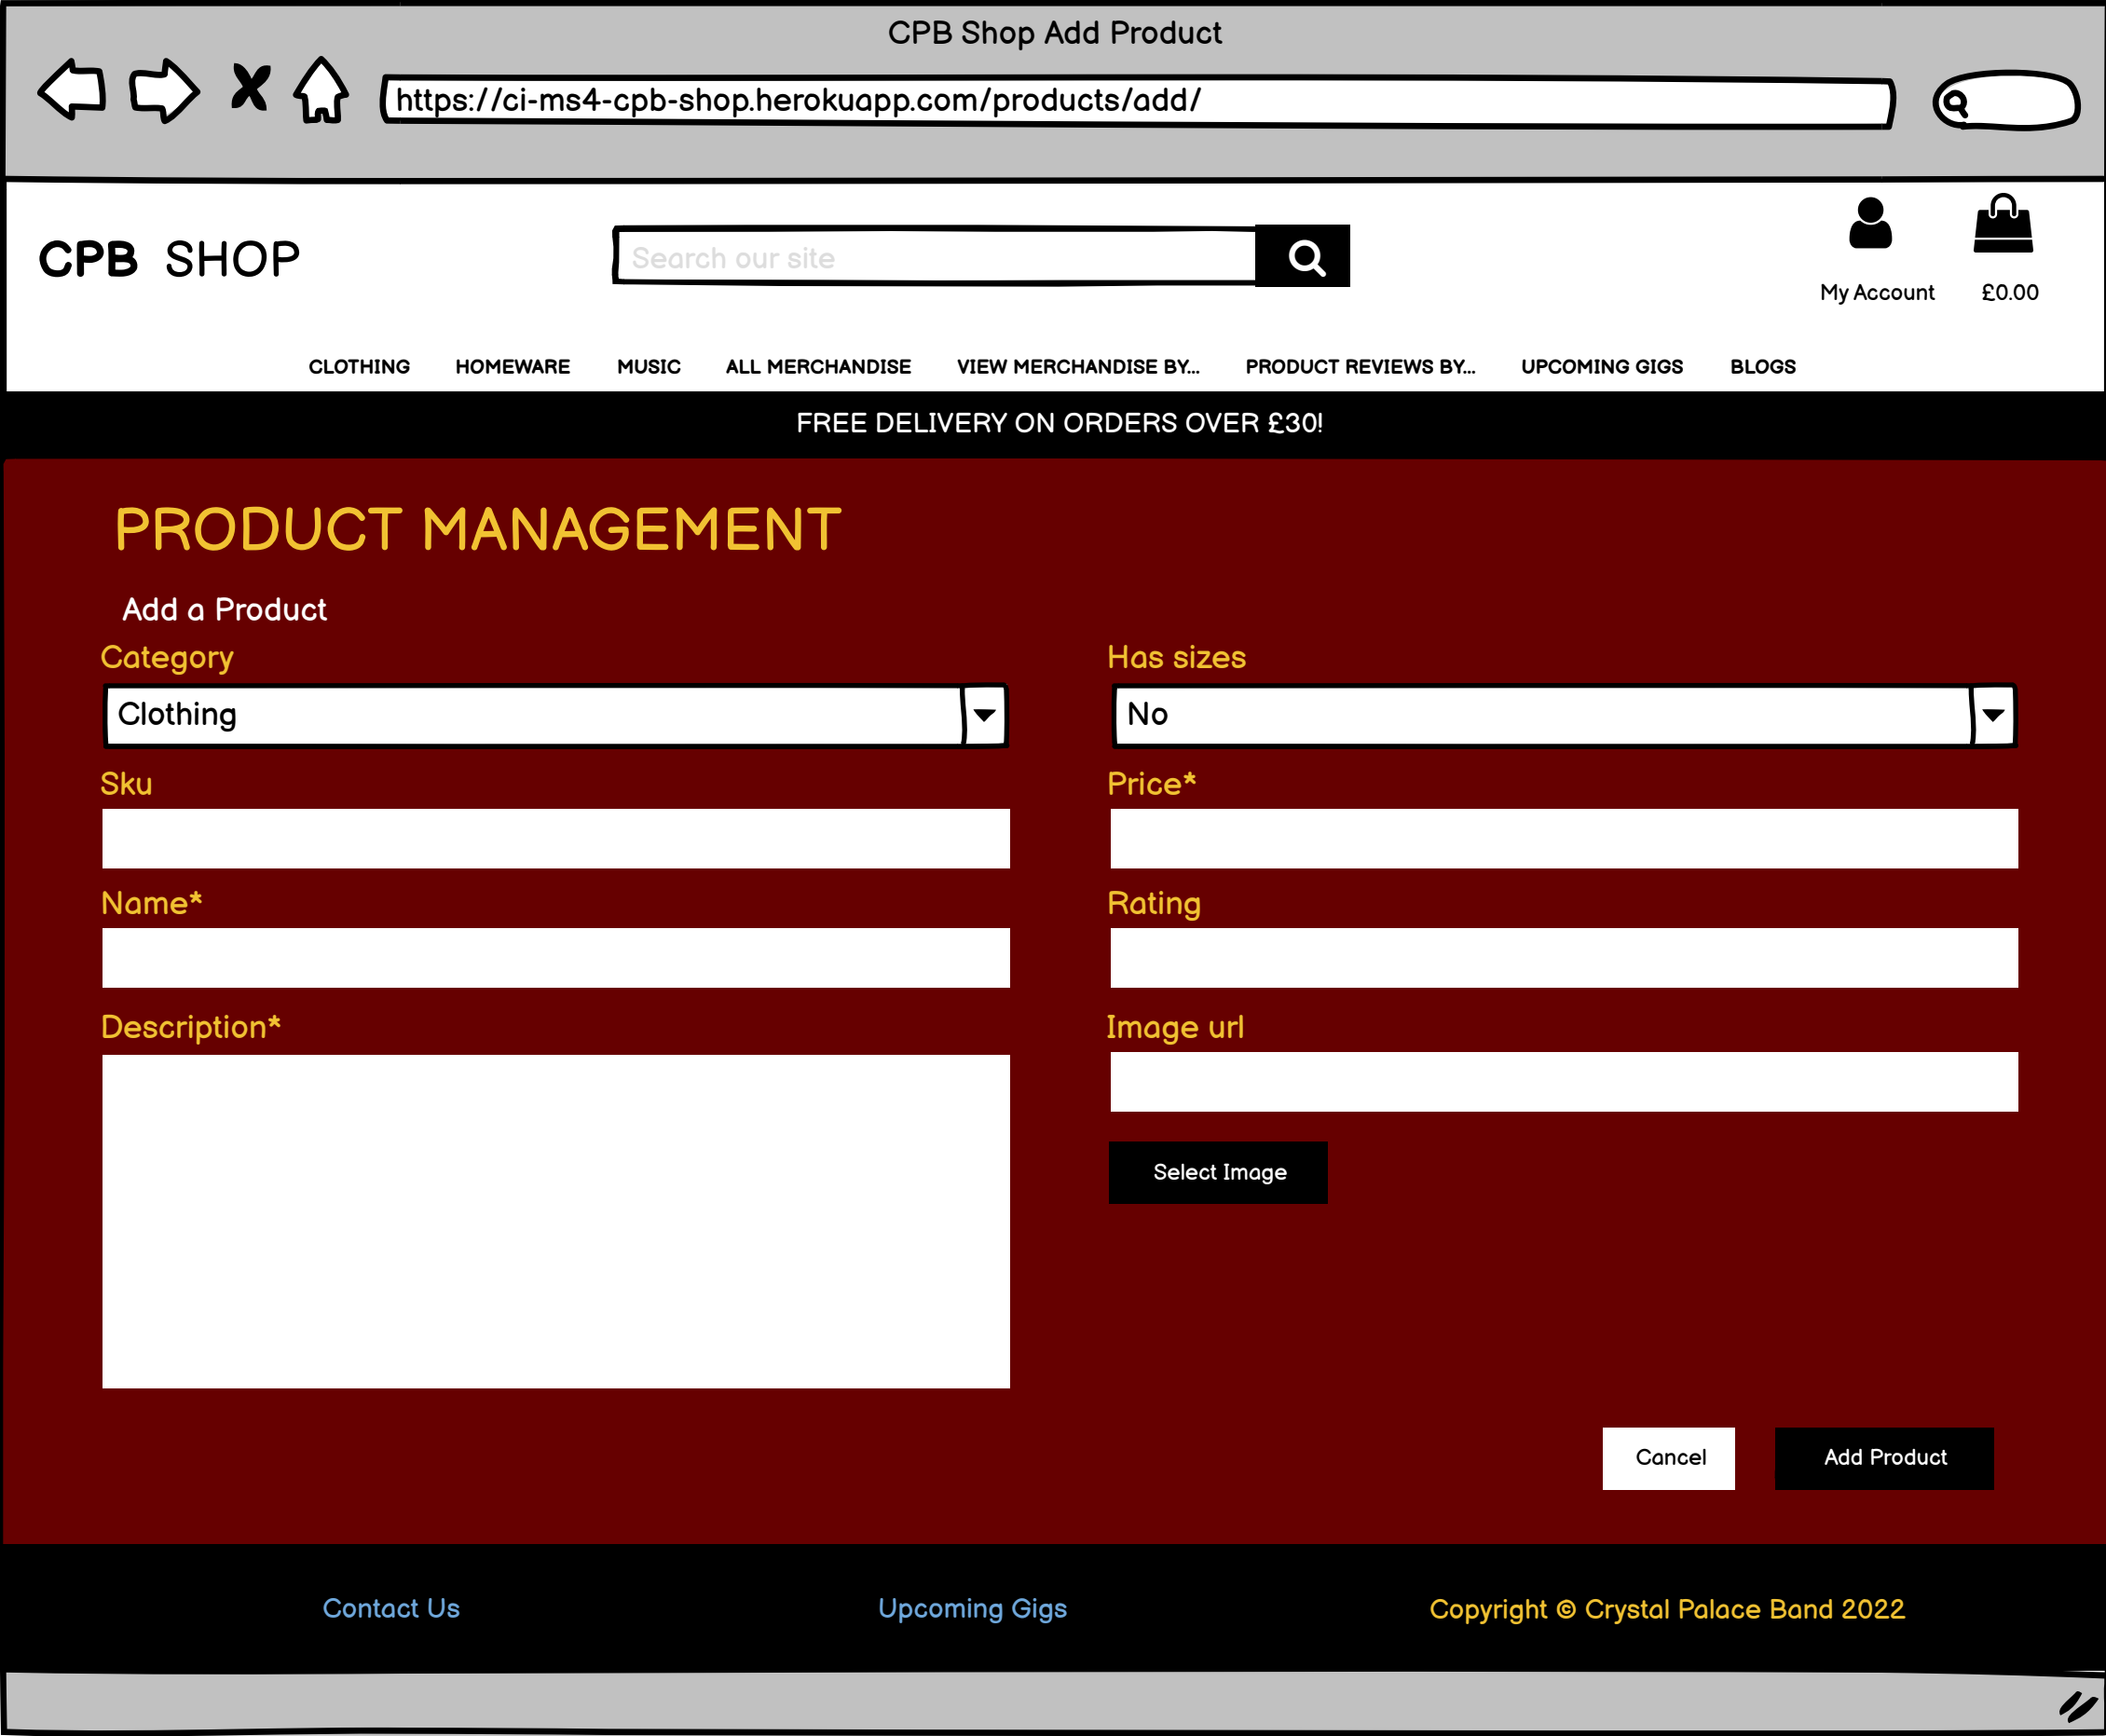 CPB Shop Add Product
https://ci-ms4-cpb-shop.herokuapp.com/products/add/
CPB SHOP
Search our site
My Account
£0.00
CLOTHING HOMEWARE MUSIC ALL MERCHANDISE VIEW MERCHANDISE BY... PRODUCT REVIEWS BY... UPCOMING GIGS BLOGS
FREE DELIVERY ON ORDERS OVER £30!
PRODUCT MANAGEMENT
Add a Product
Category
Clothing
Sku
Name*
Description*
Has sizes
No
Price*
Rating
Image url
Select Image
Cancel
Add Product
Contact Us
Upcoming Gigs
Copyright © Crystal Palace Band 2022